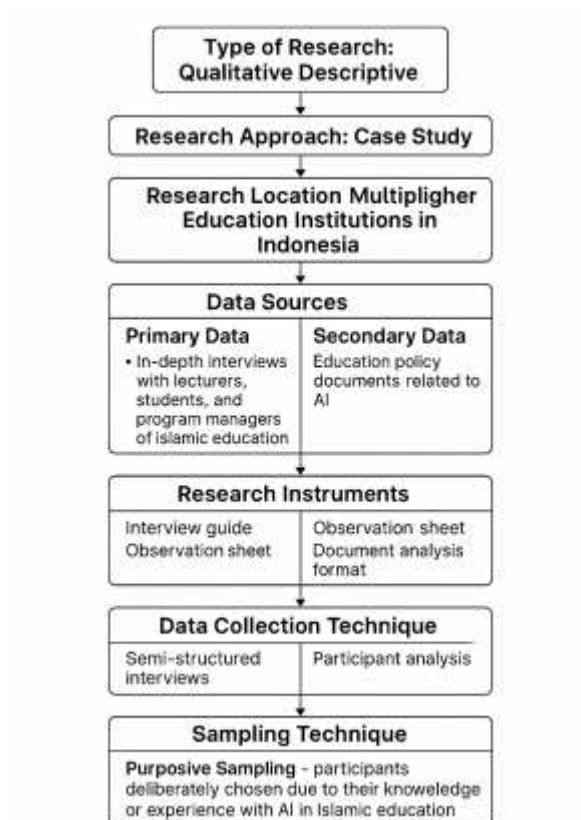 Type of Research:
Qualitative Descriptive
Research Approach: Case Study
Research Location Multipligher
Education Institutions in
Indonesia
Data Sources
Primary Data
• In-depth interviews
with lecturers,
students, and
program managers
of islamic education
Secondary Data
Education policy
documents related to
AI
Research Instruments
Interview guide
Observation sheet
Observation sheet
Document analysis
format
Data Collection Technique
Semi-structured
interviews
Participant analysis
Sampling Technique
Purposive Sampling - participants
deliberately chosen due to their knoweledge
or experience with AI in Islamic education